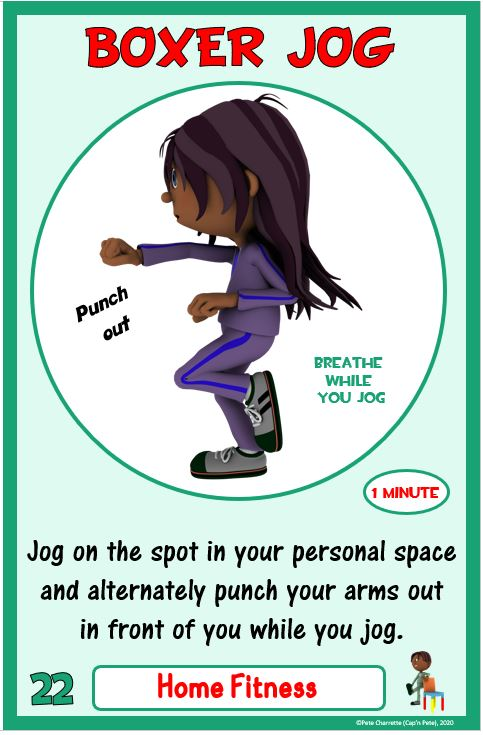 BOXER JOG
Punch
out
BREATHE
WHILE
YOU JOG
1 MINUTE
Jog on the spot in your personal space
and alternately punch your arms out
in front of you while you jog.
22
Home Fitness
©Pete Charrette (Cap'n Pete), 2020